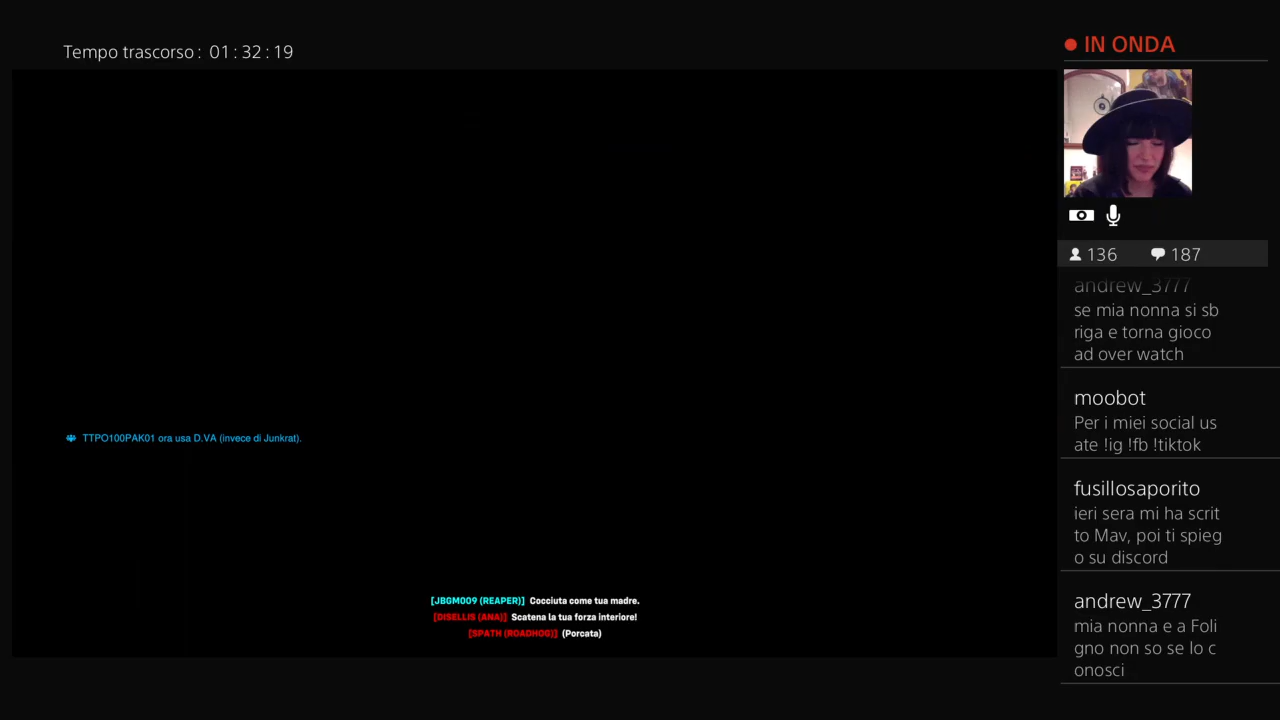 Tempo trascorso: 01:32:19
IN ONDA
136 187
andrew_3777
se mia nonna si sb
riga e torna gioco
ad over watch
moobot
Per i miei social us
ate !ig !fb !tiktok
fusillosaporito
ieri sera mi ha scrit
to Mav, poi ti spieg
o su discord
andrew_3777
mia nonna e a Foli
gno non so se lo c
onosci
TTPO100PAK01 ora usa D.VA (invece di Junkrat).
[JBGM009 (REAPER)] Cocciuta come tua madre.
[DISELLIS (ANA)] Scatena la tua forza interiore!
[SPATH (ROADHOG)] (Porcata)